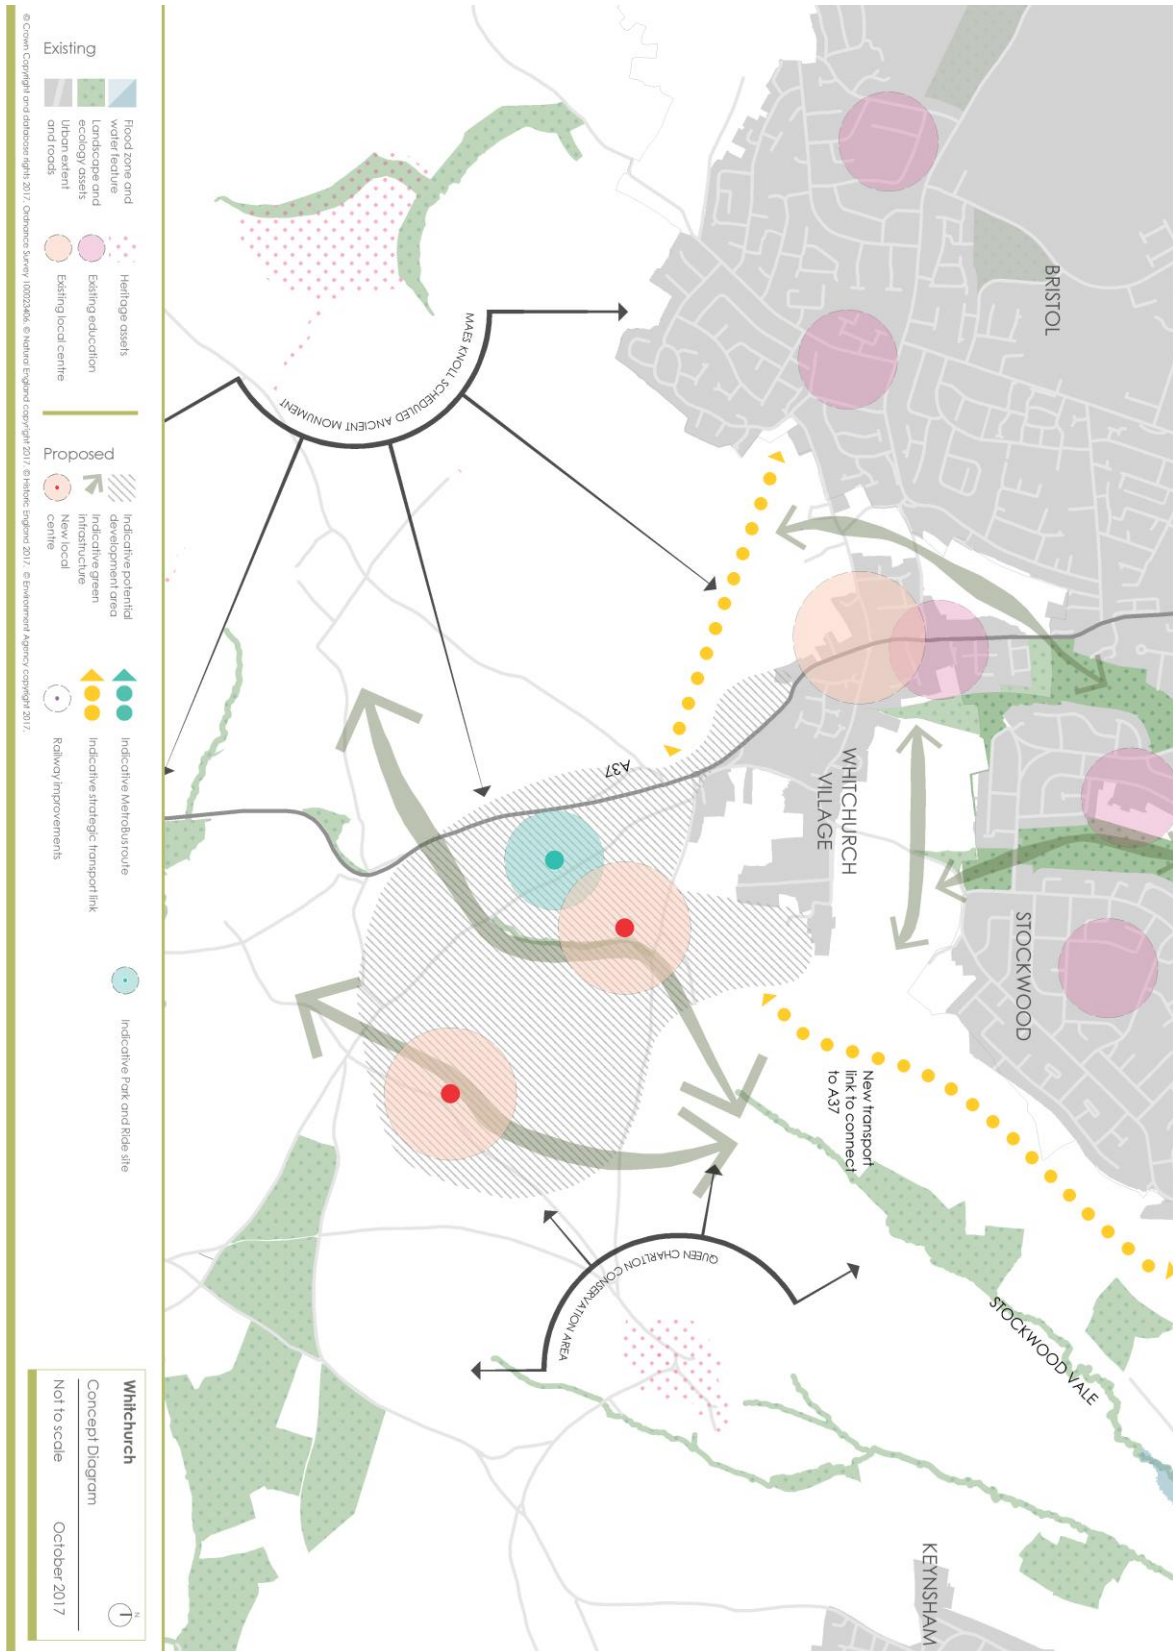 BRISTOL
STOCKWOOD
WHITCHURCH
VILLAGE
KEYNSHAM
STOCKWOOD VALE
New transport
link to connect
to A37
A37
MAES KNOLL SCHEDULED ANCIENT MONUMENT
QUEEN CHARLTON CONSERVATION AREA
Existing
Flood zone and
water feature
Landscape and
ecology assets
Urban extent
and roads
Heritage assets
Existing education
Existing local centre
Proposed
Indicative potential
development area
Indicative green
infrastructure
New local
centre
Indicative MetroBus route
Indicative strategic transport link
Railway improvements
Indicative Park and Ride site
Whitchurch
Concept Diagram
Not to scale October 2017
N
© Crown Copyright and database rights 2017. Ordnance Survey 100023406. © Natural England copyright 2017. © Historic England 2017. © Environment Agency copyright 2017.